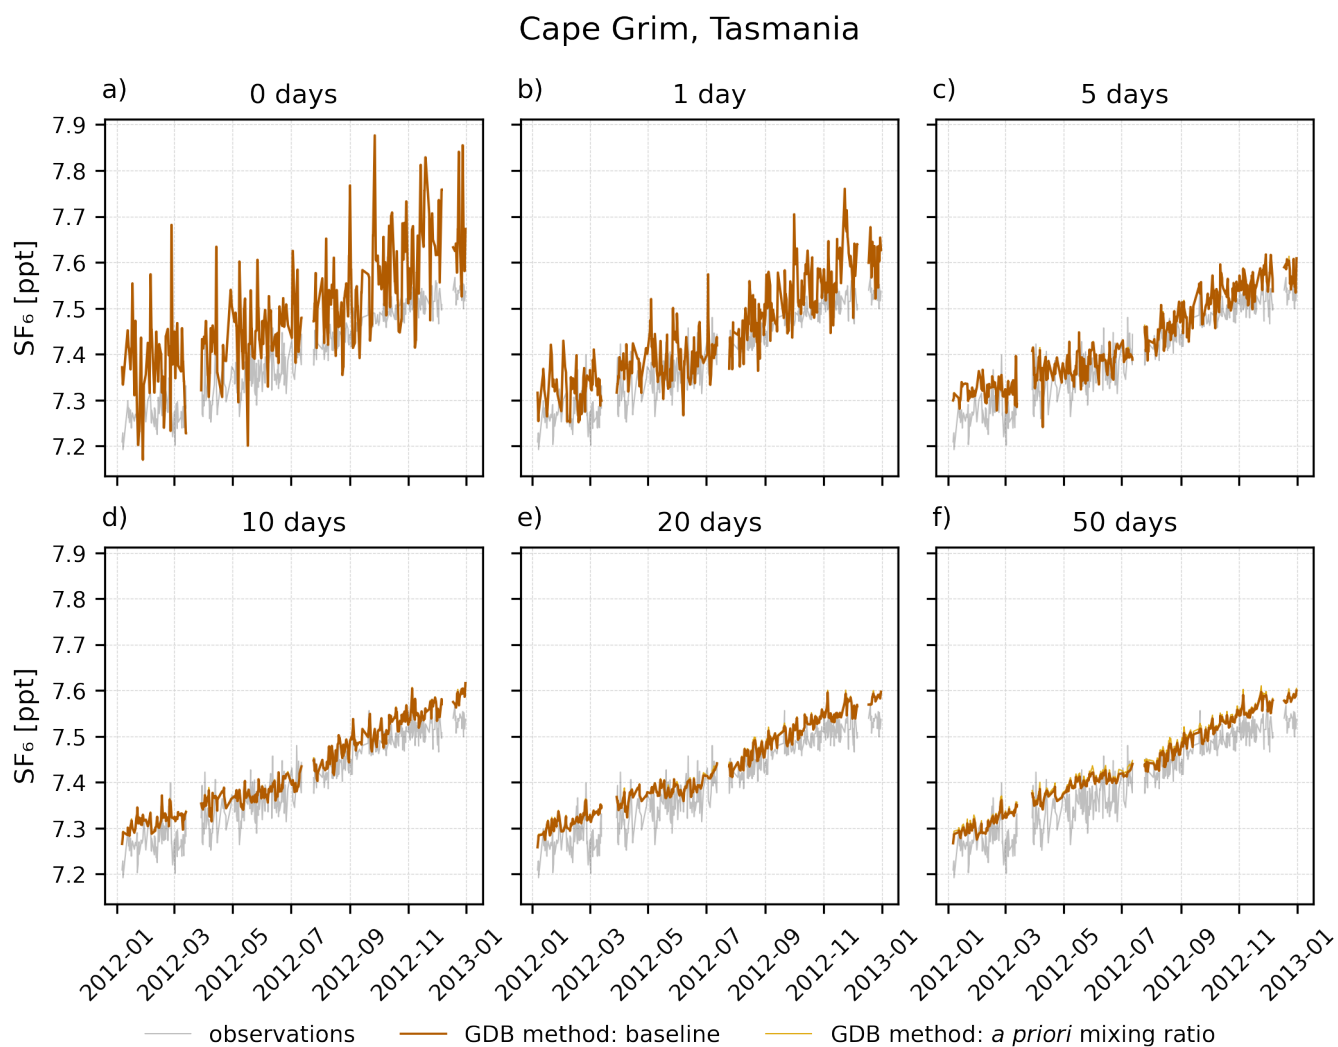 Cape Grim, Tasmania
a) 0 days
b) 1 day
c) 5 days
7.9
7.8
7.7
7.6
7.5
7.4
7.3
7.2
SF₆ [ppt]
d) 10 days
e) 20 days
f) 50 days
7.9
7.8
7.7
7.6
7.5
7.4
7.3
7.2
SF₆ [ppt]
2012-01 2012-03 2012-05 2012-07 2012-09 2012-11 2013-01
2012-01 2012-03 2012-05 2012-07 2012-09 2012-11 2013-01
2012-01 2012-03 2012-05 2012-07 2012-09 2012-11 2013-01
observations GDB method: baseline GDB method: a priori mixing ratio